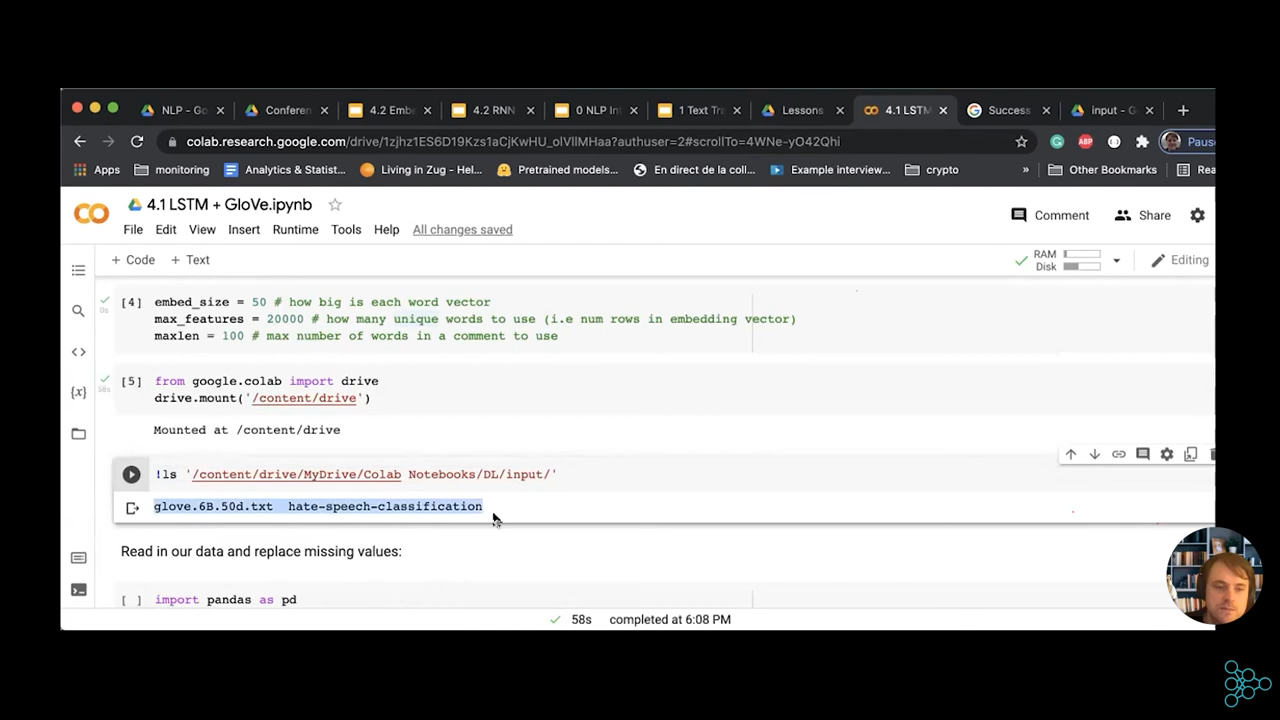 NLP - Go
Conferen
4.2 Emb
4.2 RNN
0 NLP In
1 Text Tr
Lessons
4.1 LSTM
Success
input - G
colab.research.google.com/drive/1zjhz1ES6D19Kzs1aCjKwHU_olVllMHaa?authuser=2#scrollTo=4WNe-yO42Qhi
ABP
Paus
Apps
monitoring
Analytics & Statist...
Living in Zug - Hel...
Pretrained models...
En direct de la coll...
Example interview...
crypto
»
Other Bookmarks
Rea
4.1 LSTM + GloVe.ipynb
File Edit View Insert Runtime Tools Help All changes saved
Comment
Share
+ Code + Text
RAM
Disk
Editing
[4] embed_size = 50 # how big is each word vector
0s
max_features = 20000 # how many unique words to use (i.e num rows in embedding vector)
maxlen = 100 # max number of words in a comment to use
[5] from google.colab import drive
58s
drive.mount('/content/drive')
Mounted at /content/drive
!ls '/content/drive/MyDrive/Colab Notebooks/DL/input/'
glove.6B.50d.txt hate-speech-classification
Read in our data and replace missing values:
[ ] import pandas as pd
58s completed at 6:08 PM